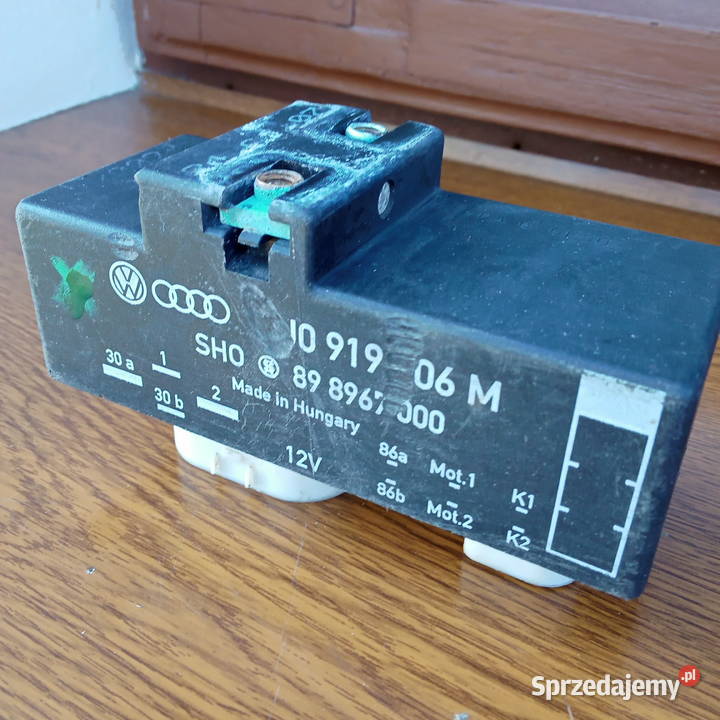 J0 919 06 M
SHO 89 8967 000
Made in Hungary
30 a 1
30 b 2
12V
86a Mot.1 K1
86b Mot.2 K2
Sprzedajemy.pl